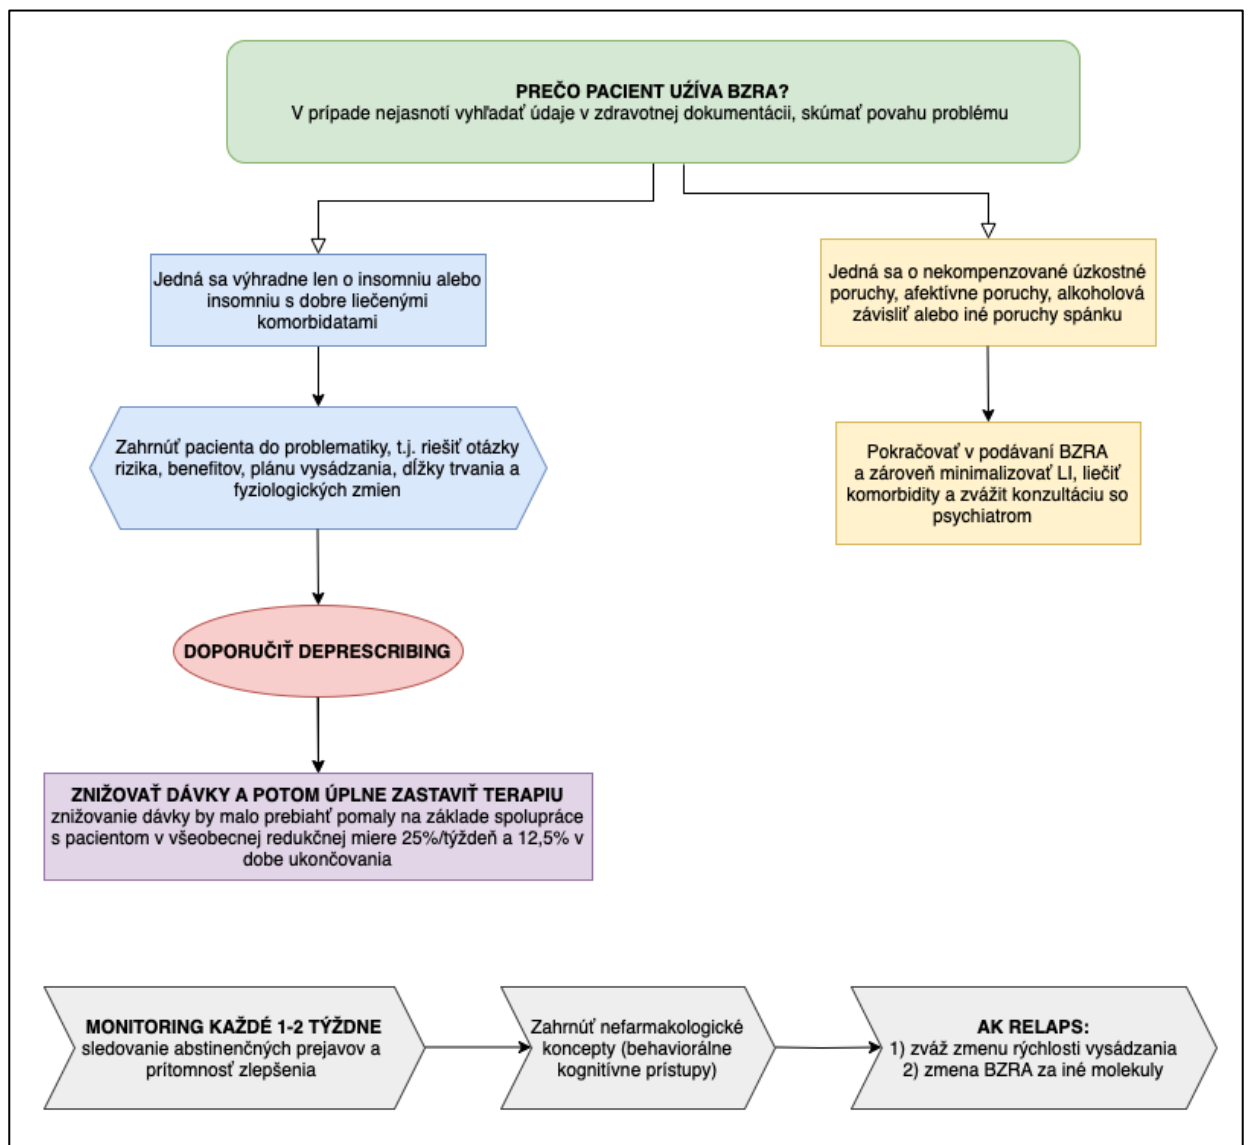 PREČO PACIENT UŹÍVA BZRA?
V prípade nejasnotí vyhľadať údaje v zdravotnej dokumentácii, skúmať povahu problému
Jedná sa výhradne len o insomniu alebo
insomniu s dobre liečenými
komorbidatami
Jedná sa o nekompenzované úzkostné
poruchy, afektívne poruchy, alkoholová
závisliť alebo iné poruchy spánku
Zahrnúť pacienta do problematiky, t.j. riešiť otázky
rizika, benefitov, plánu vysádzania, dĺžky trvania a
fyziologických zmien
Pokračovať v podávaní BZRA
a zároveň minimalizovať LI, liečiť
komorbidity a zvážit konzultáciu so
psychiatrom
DOPORUČIŤ DEPRESCRIBING
ZNIŽOVAŤ DÁVKY A POTOM ÚPLNE ZASTAVIŤ TERAPIU
znižovanie dávky by malo prebiahť pomaly na základe spolupráce
s pacientom v všeobecnej redukčnej miere 25%/týždeň a 12,5% v
dobe ukončovania
MONITORING KAŽDÉ 1-2 TÝŽDNE
sledovanie abstinenčných prejavov a
prítomnosť zlepšenia
Zahrnúť nefarmakologické
koncepty (behaviorálne
kognitívne prístupy)
AK RELAPS:
1) zváž zmenu rýchlosti vysádzania
2) zmena BZRA za iné molekuly